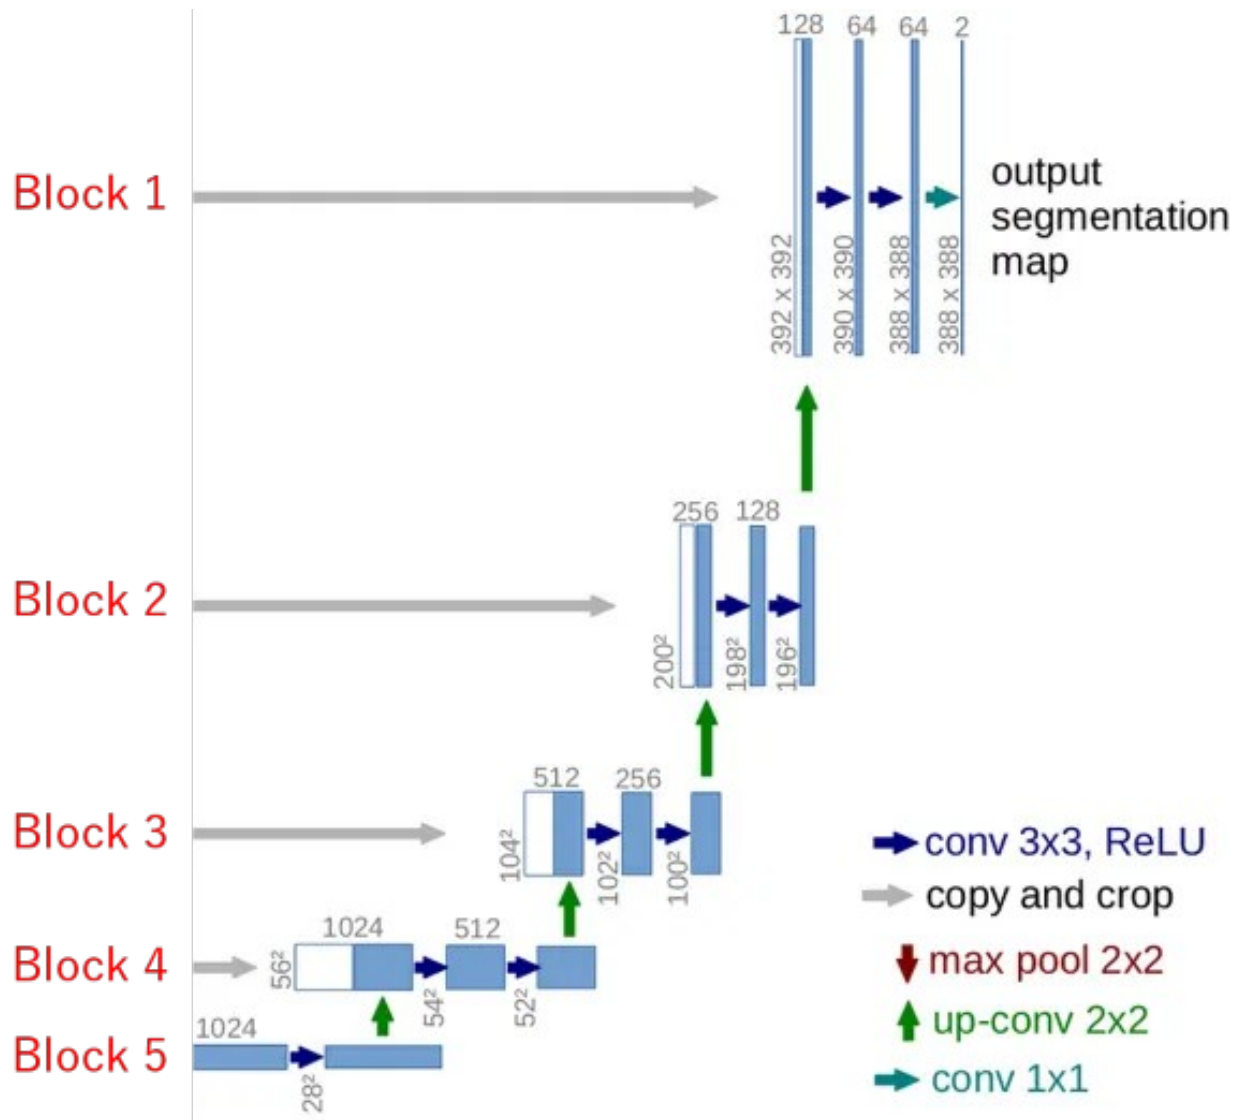 128 64 64 2
Block 1
392 x 392
390 x 390
388 x 388
388 x 388
output
segmentation
map
256 128
Block 2
200²
198²
196²
512 256
Block 3
104²
102²
100²
conv 3x3, ReLU
copy and crop
max pool 2x2
up-conv 2x2
conv 1x1
1024 512
Block 4
56²
54²
52²
1024
Block 5
28²